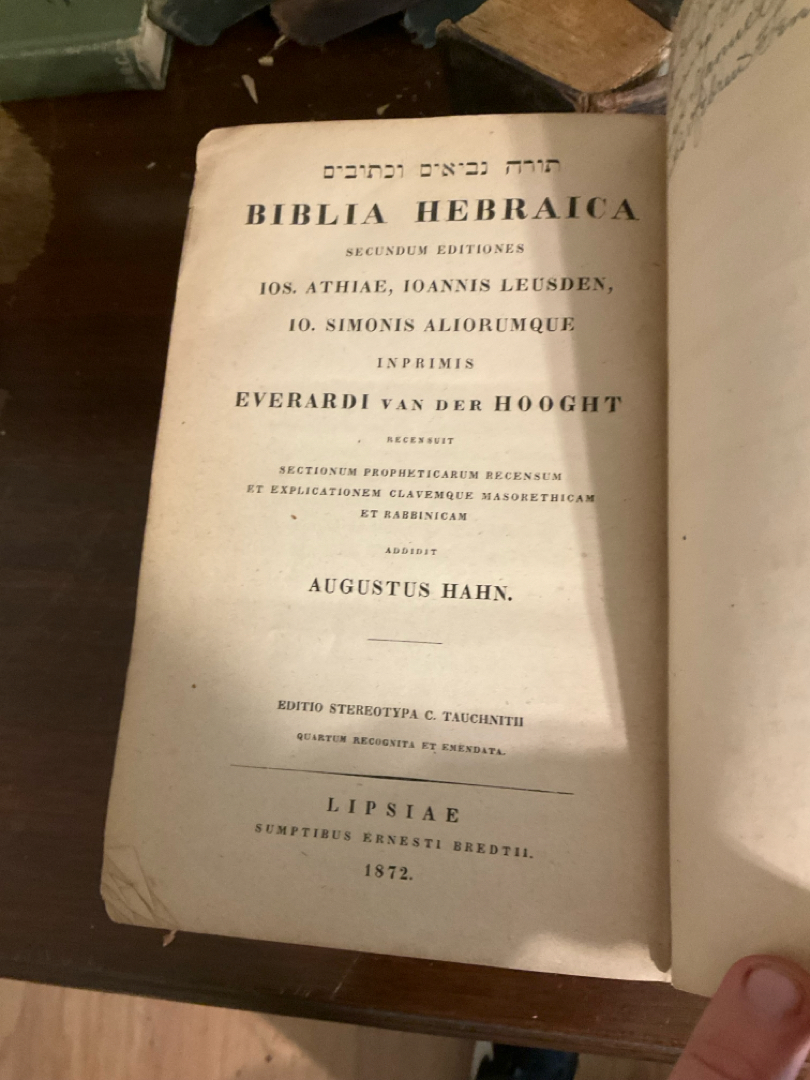 תורה נביאים וכתובים
BIBLIA HEBRAICA
SECUNDUM EDITIONES
IOS. ATHIAE, IOANNIS LEUSDEN,
IO. SIMONIS ALIORUMQUE
INPRIMIS
EVERARDI VAN DER HOOGHT
RECENSUIT
SECTIONUM PROPHETICARUM RECENSUM
ET EXPLICATIONEM CLAVEMQUE MASORETHICAM
ET RABBINICAM
ADDIDIT
AUGUSTUS HAHN.
EDITIO STEREOTYPA C. TAUCHNITII
QUARTUM RECOGNITA ET EMENDATA.
LIPSIAE
SUMPTIBUS ERNESTI BREDTII.
1872.